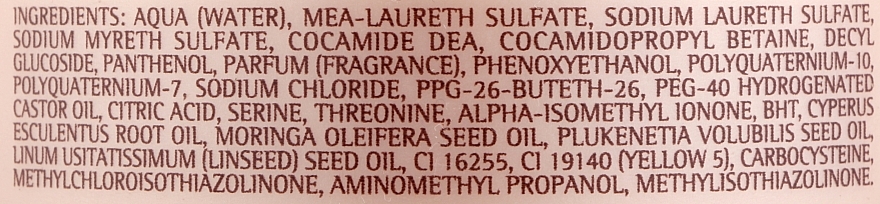 INGREDIENTS: AQUA (WATER), MEA-LAURETH SULFATE, SODIUM LAURETH SULFATE,
SODIUM MYRETH SULFATE, COCAMIDE DEA, COCAMIDOPROPYL BETAINE, DECYL
GLUCOSIDE, PANTHENOL, PARFUM (FRAGRANCE), PHENOXYETHANOL, POLYQUATERNIUM-10,
POLYQUATERNIUM-7, SODIUM CHLORIDE, PPG-26-BUTETH-26, PEG-40 HYDROGENATED
CASTOR OIL, CITRIC ACID, SERINE, THREONINE, ALPHA-ISOMETHYL IONONE, BHT, CYPERUS
ESCULENTUS ROOT OIL, MORINGA OLEIFERA SEED OIL, PLUKENETIA VOLUBILIS SEED OIL,
LINUM USITATISSIMUM (LINSEED) SEED OIL, CI 16255, CI 19140 (YELLOW 5), CARBOCYSTEINE,
METHYLCHLOROISOTHIAZOLINONE, AMINOMETHYL PROPANOL, METHYLISOTHIAZOLINONE.